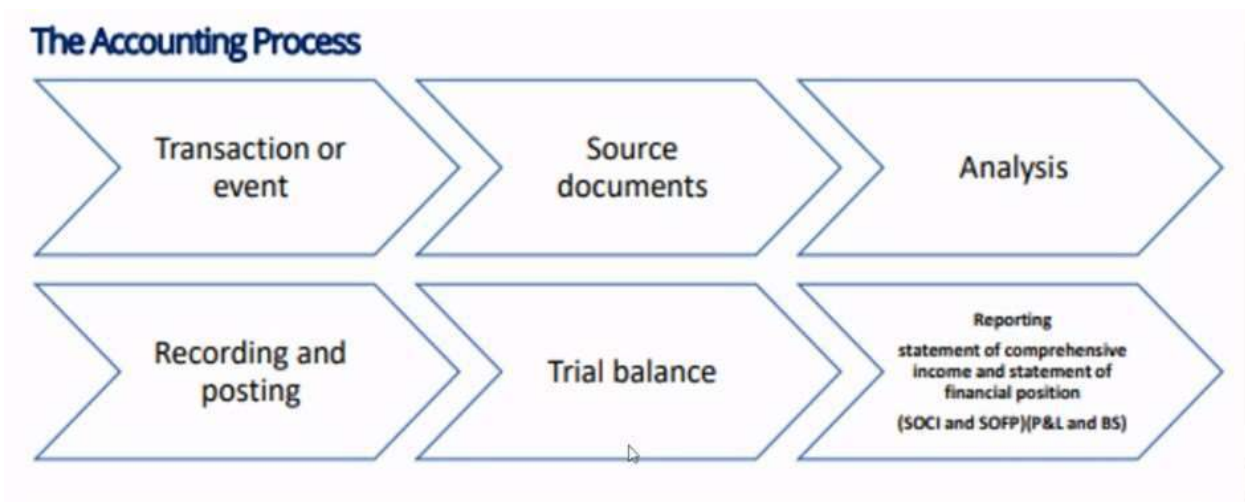 The Accounting Process
Transaction or
event
Source
documents
Analysis
Recording and
posting
Trial balance
Reporting
statement of comprehensive
income and statement of
financial position
(SOCI and SOFP)(P&L and BS)